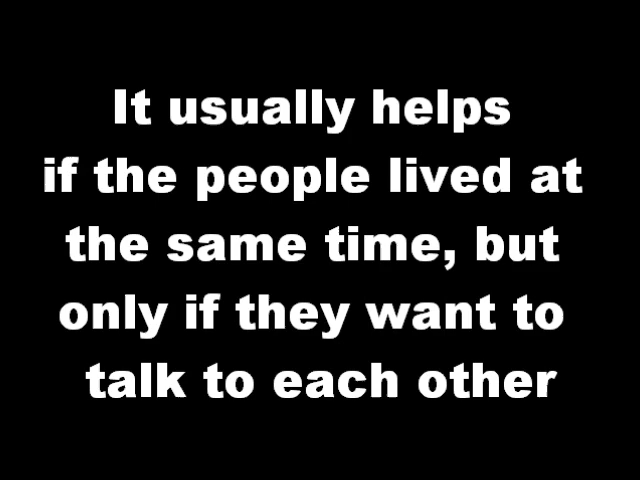 It usually helps
if the people lived at
the same time, but
only if they want to
talk to each other